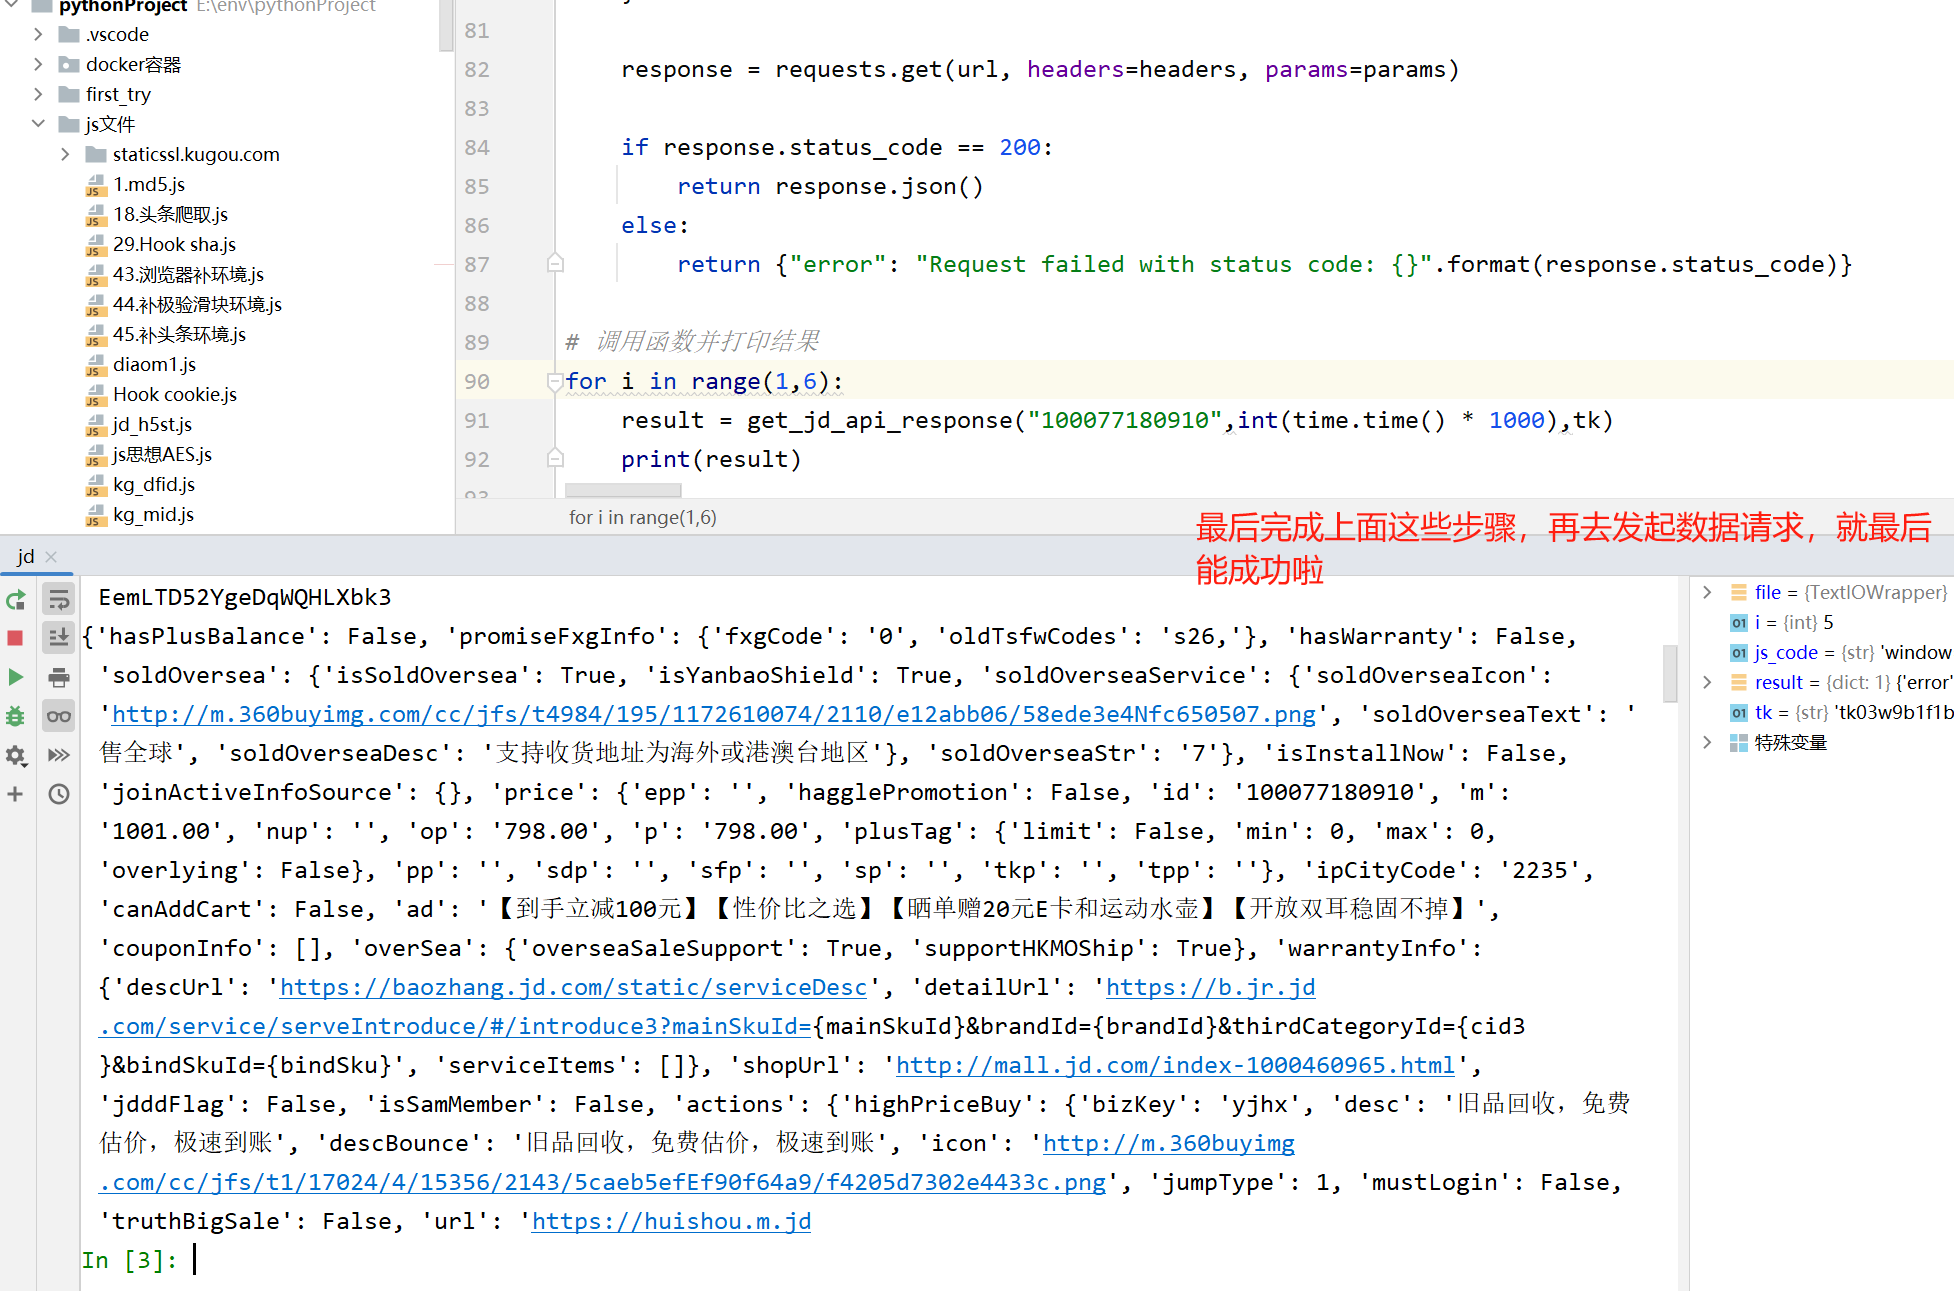 pythonProject E:\env\pythonProject
.vscode
docker容器
first_try
js文件
staticssl.kugou.com
1.md5.js
18.头条爬取.js
29.Hook sha.js
43.浏览器补环境.js
44.补极验滑块环境.js
45.补头条环境.js
diaom1.js
Hook cookie.js
jd_h5st.js
js思想AES.js
kg_dfid.js
kg_mid.js
81
82 response = requests.get(url, headers=headers, params=params)
83
84 if response.status_code == 200:
85 return response.json()
86 else:
87 return {"error": "Request failed with status code: {}".format(response.status_code)}
88
89 # 调用函数并打印结果
90 for i in range(1,6):
91 result = get_jd_api_response("100077180910",int(time.time() * 1000),tk)
92 print(result)
93
for i in range(1,6)
最后完成上面这些步骤，再去发起数据请求，就最后
能成功啦
jd
EemLTD52YgeDqWQHLXbk3
{'hasPlusBalance': False, 'promiseFxgInfo': {'fxgCode': '0', 'oldTsfwCodes': 's26,'}, 'hasWarranty': False,
'soldOversea': {'isSoldOversea': True, 'isYanbaoShield': True, 'soldOverseaService': {'soldOverseaIcon':
'http://m.360buyimg.com/cc/jfs/t4984/195/1172610074/2110/e12abb06/58ede3e4Nfc650507.png', 'soldOverseaText': '
售全球', 'soldOverseaDesc': '支持收货地址为海外或港澳台地区'}, 'soldOverseaStr': '7'}, 'isInstallNow': False,
'joinActiveInfoSource': {}, 'price': {'epp': '', 'hagglePromotion': False, 'id': '100077180910', 'm':
'1001.00', 'nup': '', 'op': '798.00', 'p': '798.00', 'plusTag': {'limit': False, 'min': 0, 'max': 0,
'overlying': False}, 'pp': '', 'sdp': '', 'sfp': '', 'sp': '', 'tkp': '', 'tpp': ''}, 'ipCityCode': '2235',
'canAddCart': False, 'ad': '【到手立减100元】【性价比之选】【晒单赠20元E卡和运动水壶】【开放双耳稳固不掉】',
'couponInfo': [], 'overSea': {'overseaSaleSupport': True, 'supportHKMOShip': True}, 'warrantyInfo':
{'descUrl': 'https://baozhang.jd.com/static/serviceDesc', 'detailUrl': 'https://b.jr.jd
.com/service/serveIntroduce/#/introduce3?mainSkuId={mainSkuId}&brandId={brandId}&thirdCategoryId={cid3
}&bindSkuId={bindSku}', 'serviceItems': []}, 'shopUrl': 'http://mall.jd.com/index-1000460965.html',
'jdddFlag': False, 'isSamMember': False, 'actions': {'highPriceBuy': {'bizKey': 'yjhx', 'desc': '旧品回收，免费
估价，极速到账', 'descBounce': '旧品回收，免费估价，极速到账', 'icon': 'http://m.360buyimg
.com/cc/jfs/t1/17024/4/15356/2143/5caeb5efEf90f64a9/f4205d7302e4433c.png', 'jumpType': 1, 'mustLogin': False,
'truthBigSale': False, 'url': 'https://huishou.m.jd
In [3]:
file = {TextIOWrapper}
i = {int} 5
js_code = {str} 'window
result = {dict: 1} {'error'
tk = {str} 'tk03w9b1f1b
特殊变量